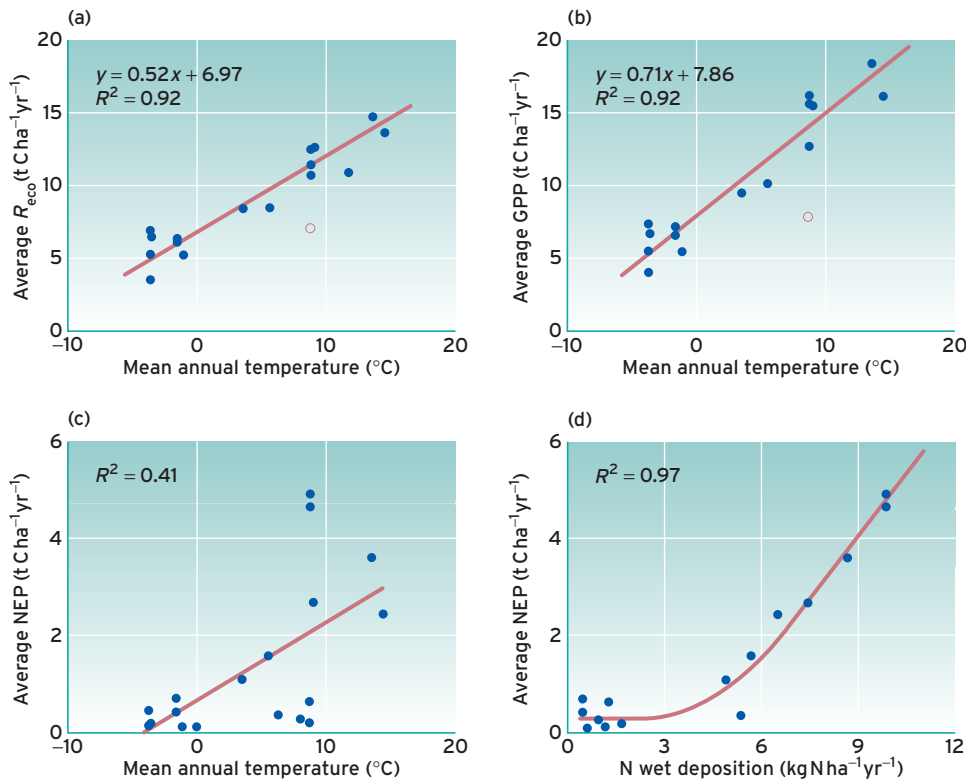 (a)
y = 0.52x + 6.97
R² = 0.92
Average R_eco (t C ha⁻¹ yr⁻¹)
20
15
10
5
0
−10 0 10 20
Mean annual temperature (°C)
(b)
y = 0.71x + 7.86
R² = 0.92
Average GPP (t C ha⁻¹ yr⁻¹)
20
15
10
5
0
−10 0 10 20
Mean annual temperature (°C)
(c)
R² = 0.41
Average NEP (t C ha⁻¹ yr⁻¹)
6
4
2
0
−10 0 10 20
Mean annual temperature (°C)
(d)
R² = 0.97
Average NEP (t C ha⁻¹ yr⁻¹)
6
4
2
0
0 3 6 9 12
N wet deposition (kg N ha⁻¹ yr⁻¹)